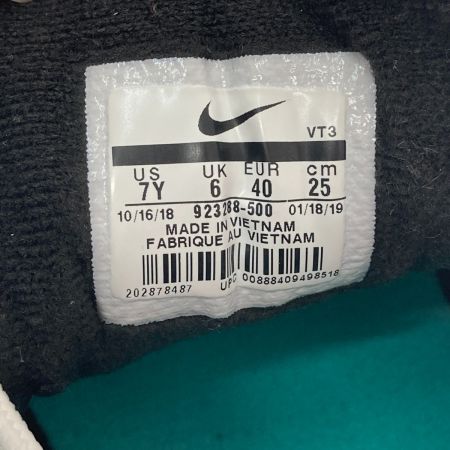 VT3
US UK EUR cm
7Y 6 40 25
10/16/18 923288-500 01/18/19
MADE IN VIETNAM
FABRIQUE AU VIETNAM
202878487 UPC 00888409498518